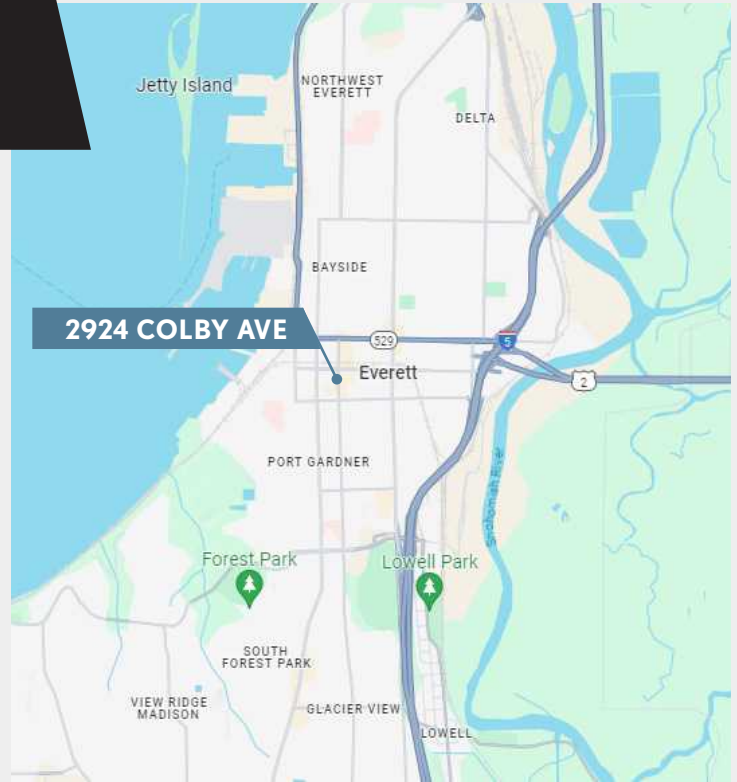 Jetty Island
NORTHWEST
EVERETT
DELTA
BAYSIDE
2924 COLBY AVE
529
5
Everett
2
PORT GARDNER
Snohomish River
Forest Park
Lowell Park
SOUTH
FOREST PARK
VIEW RIDGE
MADISON
GLACIER VIEW
LOWELL